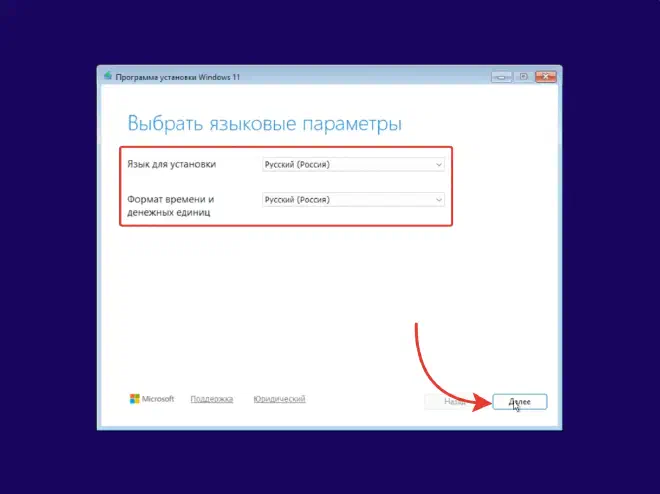 Программа установки Windows 11
Выбрать языковые параметры
Язык для установки
Русский (Россия)
Формат времени и
денежных единиц
Русский (Россия)
Microsoft
Поддержка
Юридический
Назад
Далее